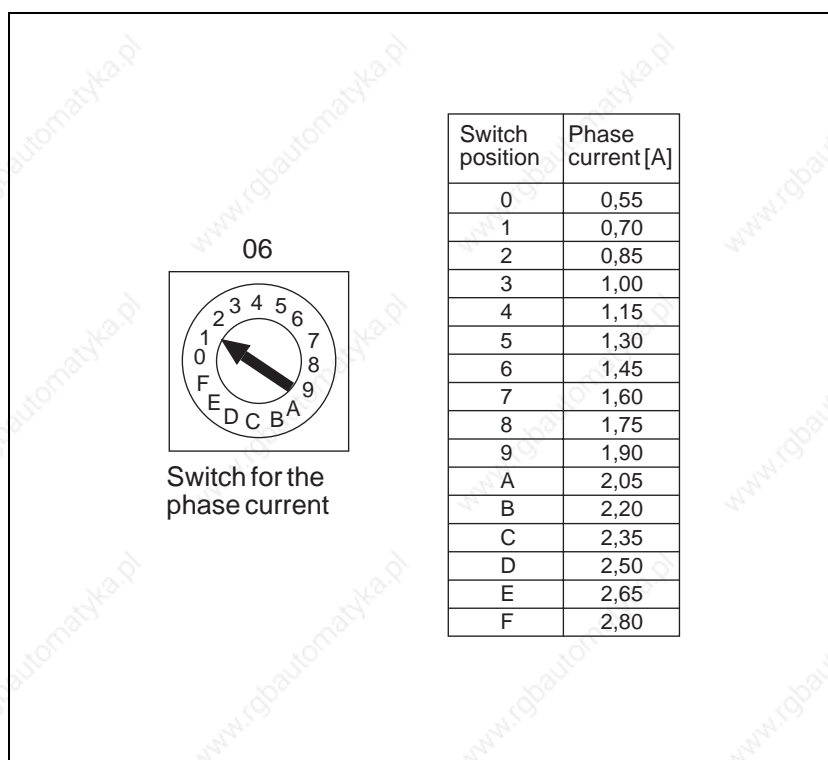 www.rgbautomatyka.pl
06
0
1
2
3
4
5
6
7
8
9
A
B
C
D
E
F
Switch for the
phase current
Switch position Phase current [A]
0 0,55
1 0,70
2 0,85
3 1,00
4 1,15
5 1,30
6 1,45
7 1,60
8 1,75
9 1,90
A 2,05
B 2,20
C 2,35
D 2,50
E 2,65
F 2,80